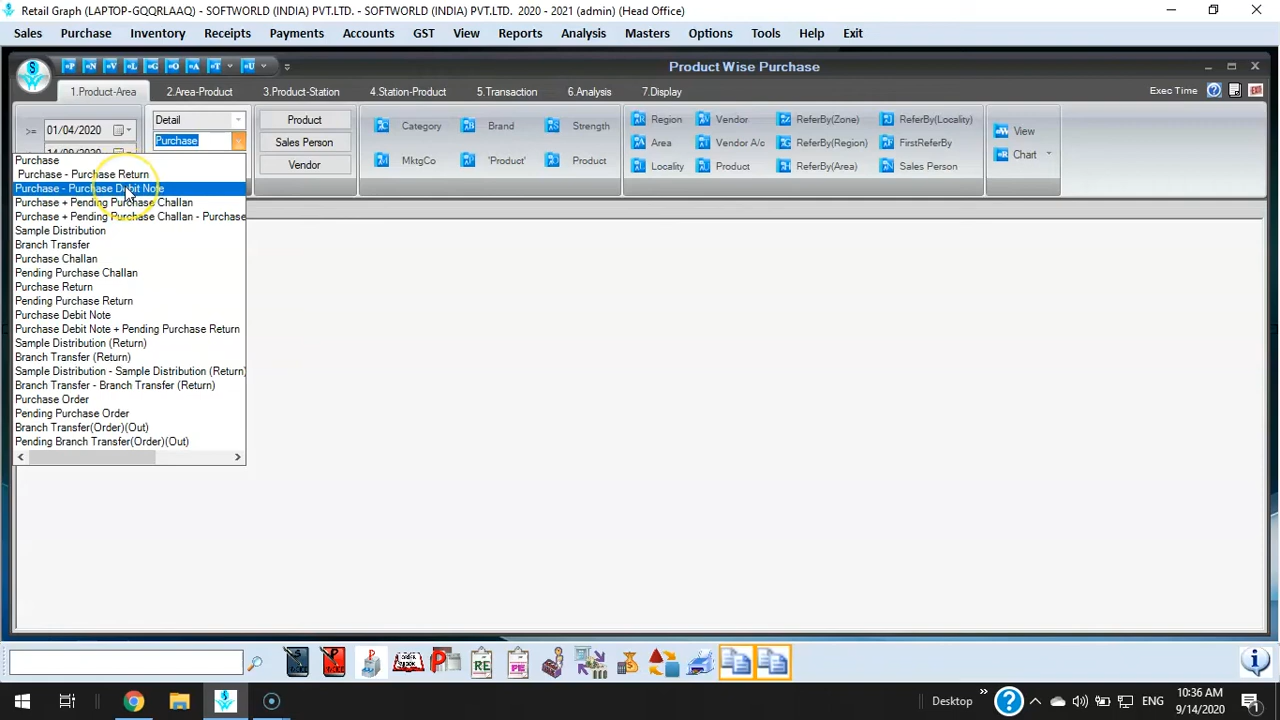 Retail Graph (LAPTOP-GQQRLAAQ) - SOFTWORLD (INDIA) PVT.LTD. - SOFTWORLD (INDIA) PVT.LTD. 2020 - 2021 (admin) (Head Office)
Sales Purchase Inventory Receipts Payments Accounts GST View Reports Analysis Masters Options Tools Help Exit
Product Wise Purchase
1.Product-Area 2.Area-Product 3.Product-Station 4.Station-Product 5.Transaction 6.Analysis 7.Display Exec Time
>= 01/04/2020 Detail Product Category Brand Strength Region Vendor ReferBy(Zone) ReferBy(Locality) View
Purchase Sales Person Area Vendor A/c ReferBy(Region) FirstReferBy Chart
Vendor MktgCo 'Product' Product Locality Product ReferBy(Area) Sales Person
Purchase
Purchase - Purchase Return
Purchase - Purchase Debit Note
Purchase + Pending Purchase Challan
Purchase + Pending Purchase Challan - Purchase
Sample Distribution
Branch Transfer
Purchase Challan
Pending Purchase Challan
Purchase Return
Pending Purchase Return
Purchase Debit Note
Purchase Debit Note + Pending Purchase Return
Sample Distribution (Return)
Branch Transfer (Return)
Sample Distribution - Sample Distribution (Return)
Branch Transfer - Branch Transfer (Return)
Purchase Order
Pending Purchase Order
Branch Transfer(Order)(Out)
Pending Branch Transfer(Order)(Out)
Desktop ENG 10:36 AM
9/14/2020